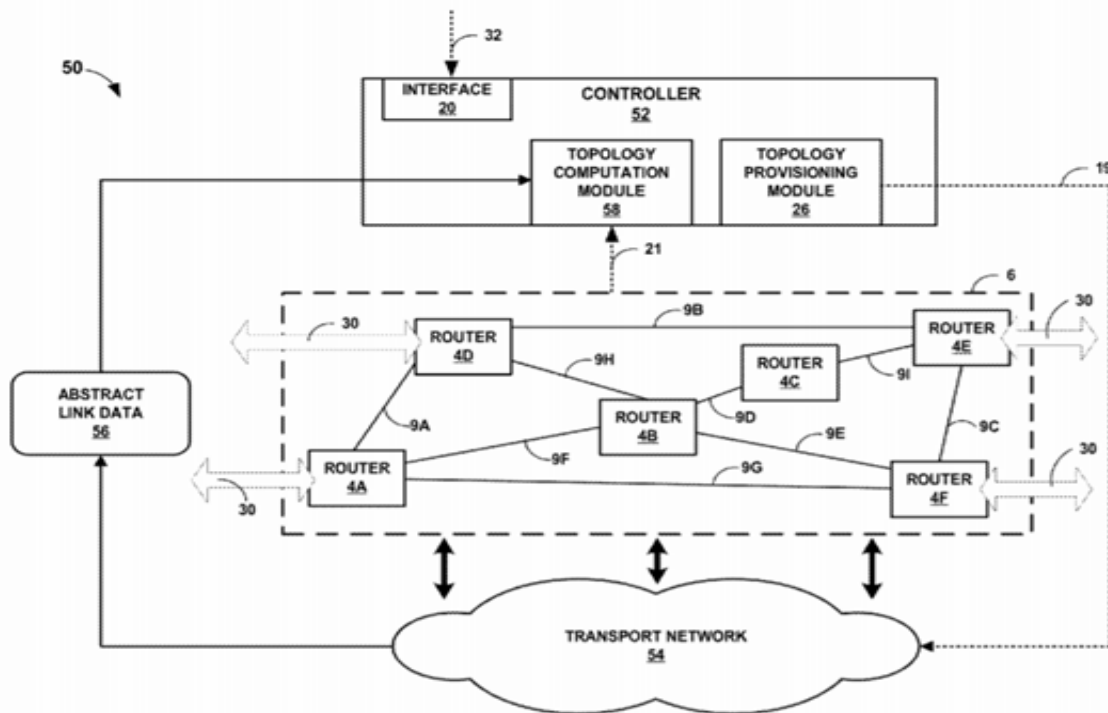 32
50
INTERFACE
20
CONTROLLER
52
TOPOLOGY
COMPUTATION
MODULE
58
TOPOLOGY
PROVISIONING
MODULE
26
19
21
6
30
ROUTER
4D
9B
ROUTER
4E
30
9H
ROUTER
4C
9I
ABSTRACT
LINK DATA
56
9A
ROUTER
4B
9D
9C
9F
9E
30
ROUTER
4A
9G
ROUTER
4F
30
TRANSPORT NETWORK
54